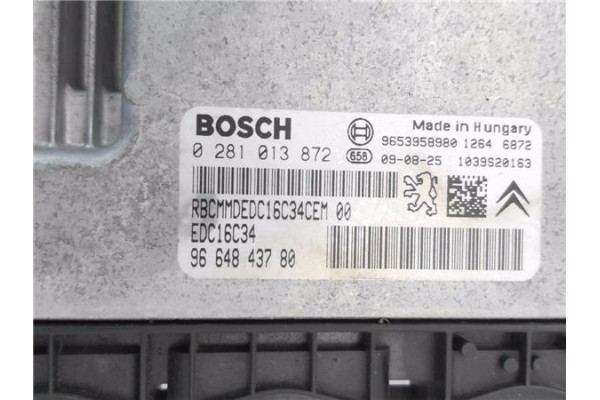 BOSCH
Made in Hungary
9653958980 1264 6872
0 281 013 872 658 09-08-25 1039S20163
RBCMMDEDC16C34CEM 00
EDC16C34
96 648 437 80